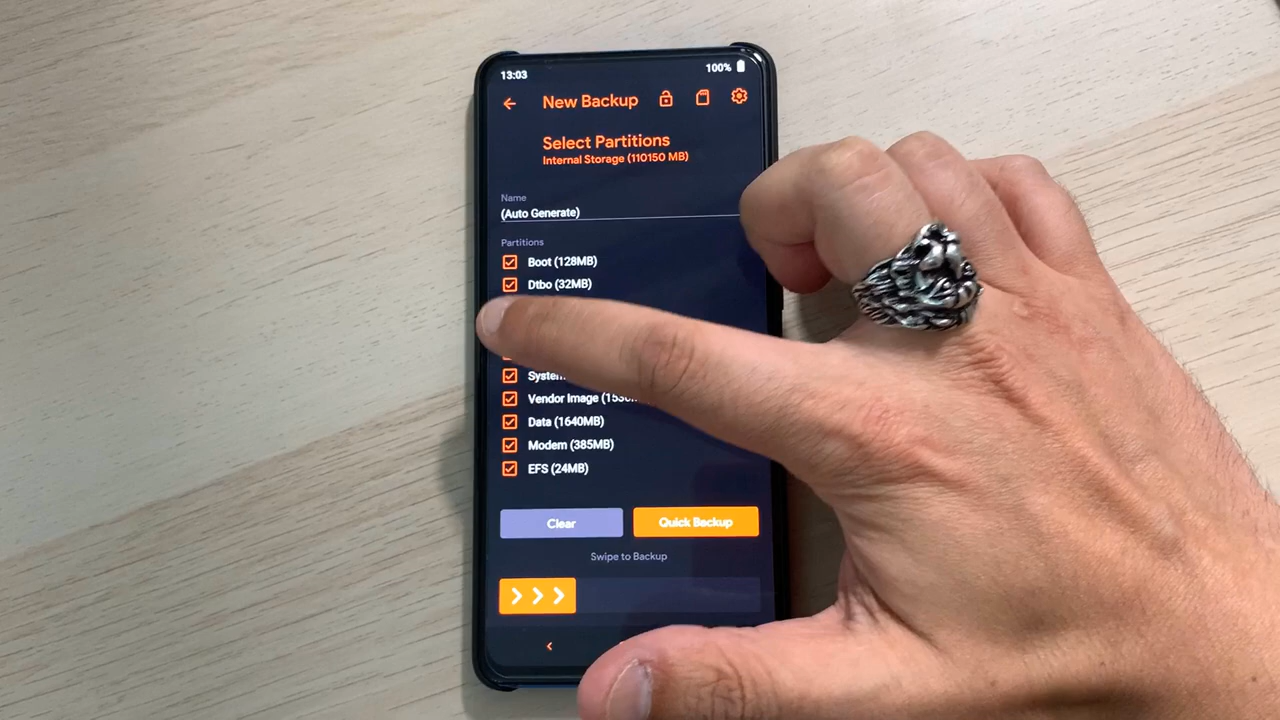 13:03
100%
New Backup
Select Partitions
Internal Storage (110150 MB)
Name
(Auto Generate)
Partitions
Boot (128MB)
Dtbo (32MB)
System
Vendor Image
Data (1640MB)
Modem (385MB)
EFS (24MB)
Clear
Quick Backup
Swipe to Backup